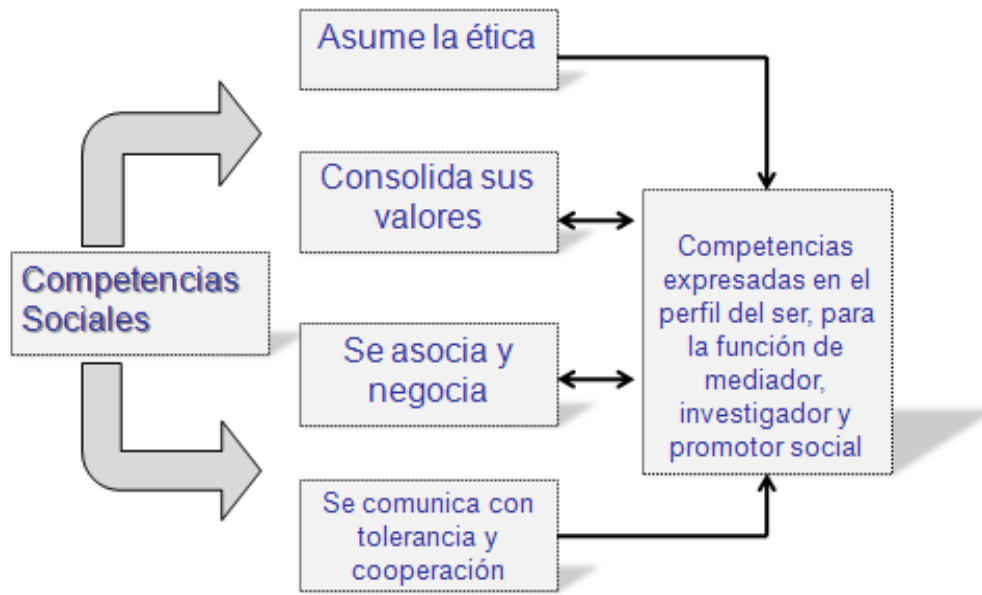 Asume la ética
Consolida sus
valores
Competencias
Sociales
Se asocia y
negocia
Se comunica con
tolerancia y
cooperación
Competencias
expresadas en el
perfil del ser, para
la función de
mediador,
investigador y
promotor social